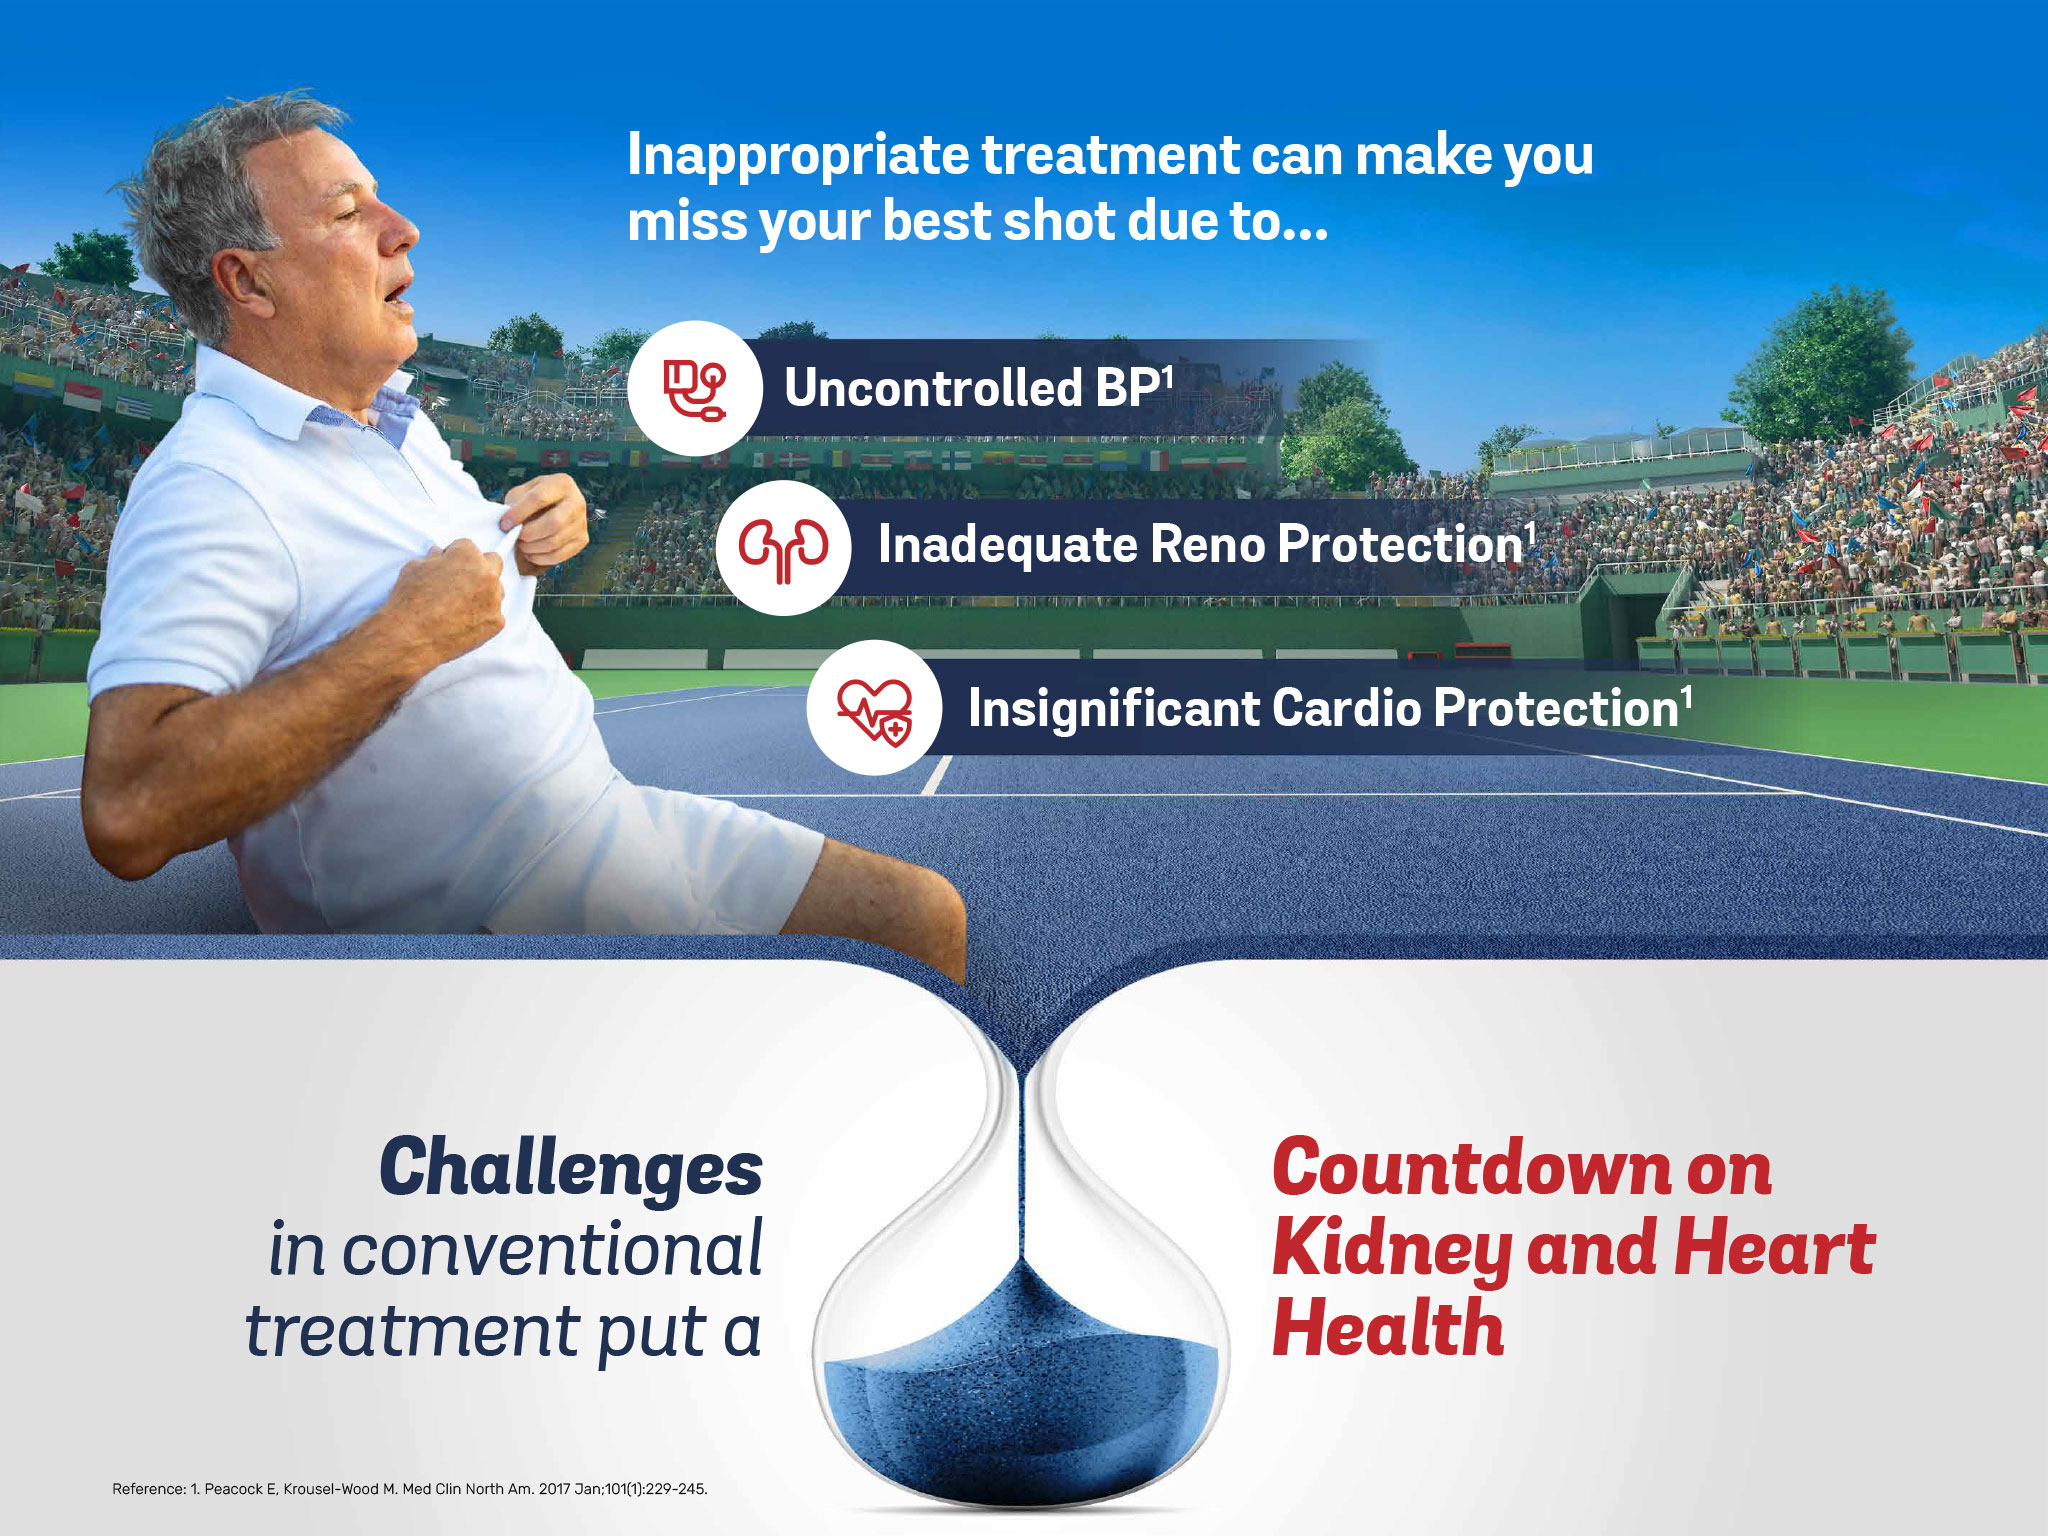 Inappropriate treatment can make you
miss your best shot due to...
Uncontrolled BP¹
Inadequate Reno Protection¹
Insignificant Cardio Protection¹
Challenges
in conventional
treatment put a
Countdown on
Kidney and Heart
Health
Reference: 1. Peacock E, Krousel-Wood M. Med Clin North Am. 2017 Jan;101(1):229-245.